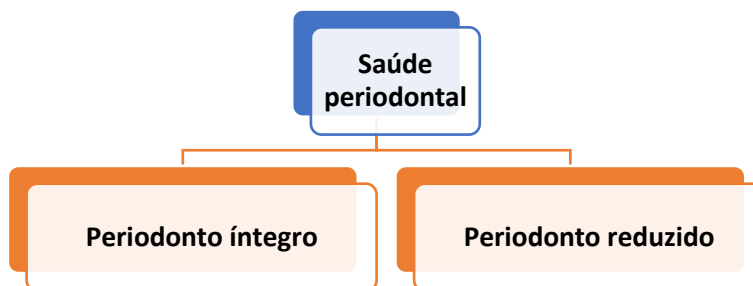 Saúde
periodontal
Periodonto íntegro
Periodonto reduzido